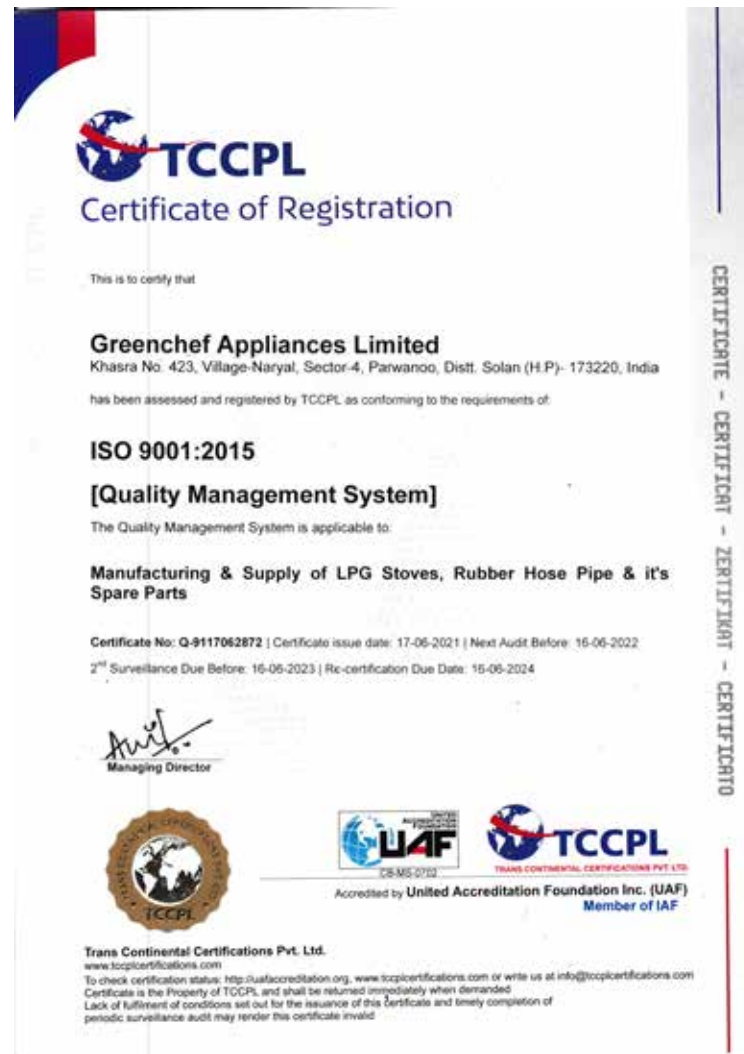 TCCPL
Certificate of Registration
This is to certify that
Greenchef Appliances Limited
Khasra No. 423, Village-Naryal, Sector-4, Parwanoo, Distt. Solan (H.P)- 173220, India
has been assessed and registered by TCCPL as conforming to the requirements of:
ISO 9001:2015
[Quality Management System]
The Quality Management System is applicable to:
Manufacturing & Supply of LPG Stoves, Rubber Hose Pipe & it's
Spare Parts
Certificate No: Q-9117062872 | Certificate issue date: 17-06-2021 | Next Audit Before: 16-06-2022
2nd Surveillance Due Before: 16-06-2023 | Re-certification Due Date: 16-06-2024
Managing Director
TCCPL
UNITED
ACCREDITATION
FOUNDATION
UAF
CB-MS-0702
TCCPL
TRANS CONTINENTAL CERTIFICATIONS PVT. LTD.
Accredited by United Accreditation Foundation Inc. (UAF)
Member of IAF
Trans Continental Certifications Pvt. Ltd.
www.tccplcertifications.com
To check certification status: http://uafaccreditation.org, www.tccplcertifications.com or write us at info@tccplcertifications.com
Certificate is the Property of TCCPL and shall be returned immediately when demanded
Lack of fulfilment of conditions set out for the issuance of this certificate and timely completion of
periodic surveillance audit may render this certificate invalid
CERTIFICATE - CERTIFICAT - ZERTIFIKAT - CERTIFICATO